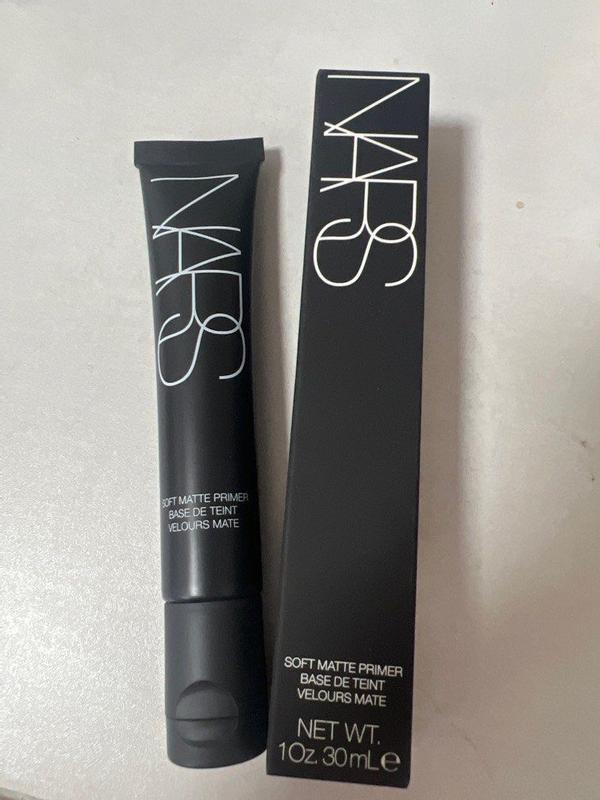 NARS
SOFT MATTE PRIMER
BASE DE TEINT
VELOURS MATE
NARS
SOFT MATTE PRIMER
BASE DE TEINT
VELOURS MATE
NET WT.
1Oz. 30mL℮